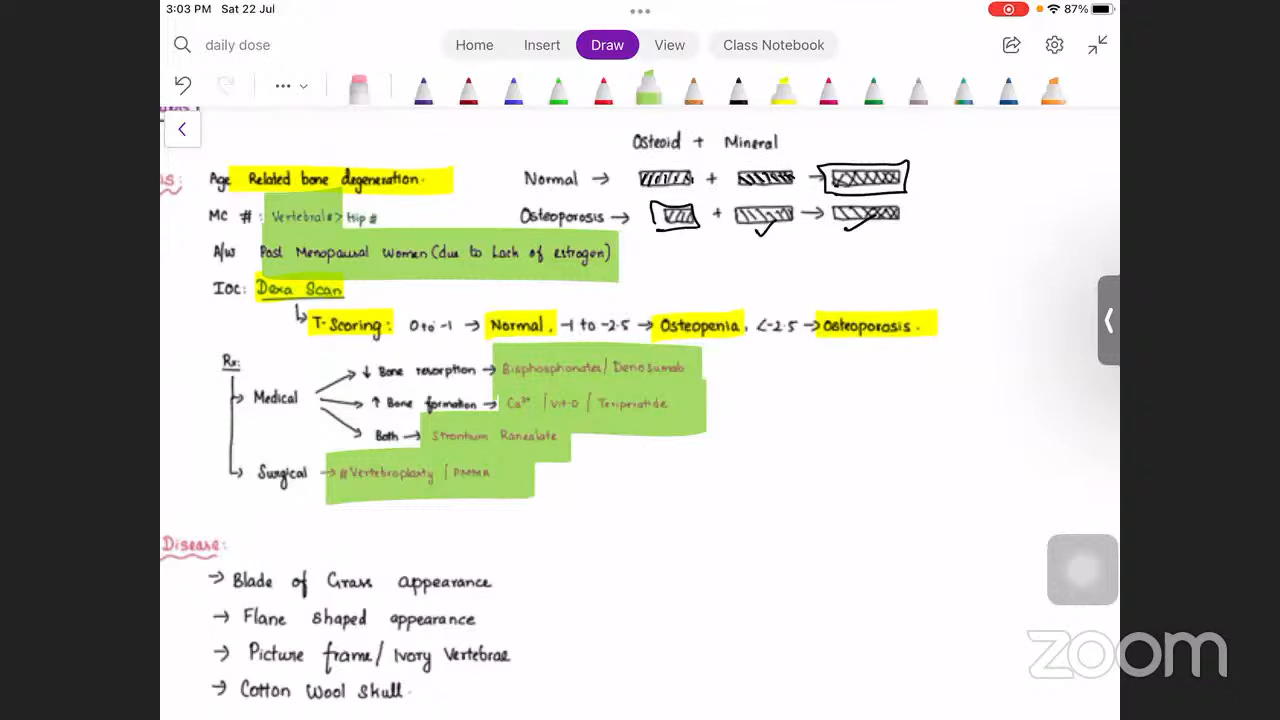 3:03 PM Sat 22 Jul
87%
daily dose
Home Insert Draw View Class Notebook
Osteoid + Mineral
Age Related bone degeneration.
Normal → + →
MC #: Vertebral#> Hip #
Osteoporosis → + →
A/w Post Menopausal Women (due to Lack of estrogen)
IOC: Dexa Scan
T-Scoring: 0 to -1 → Normal, -1 to -2.5 → Osteopenia, <-2.5 → Osteoporosis.
Rx:
Medical
↓ Bone resorption → Bisphosphonates/ Denosumab
↑ Bone formation → Ca²⁺ / Vit-D / Teriperatide
Both → Strontium Ranealate
Surgical → #Vertebroplasty / PMMA
Disease:
→ Blade of Grass appearance
→ Flane shaped appearance
→ Picture frame/ Ivory Vertebrae
→ Cotton Wool Skull.
zoom